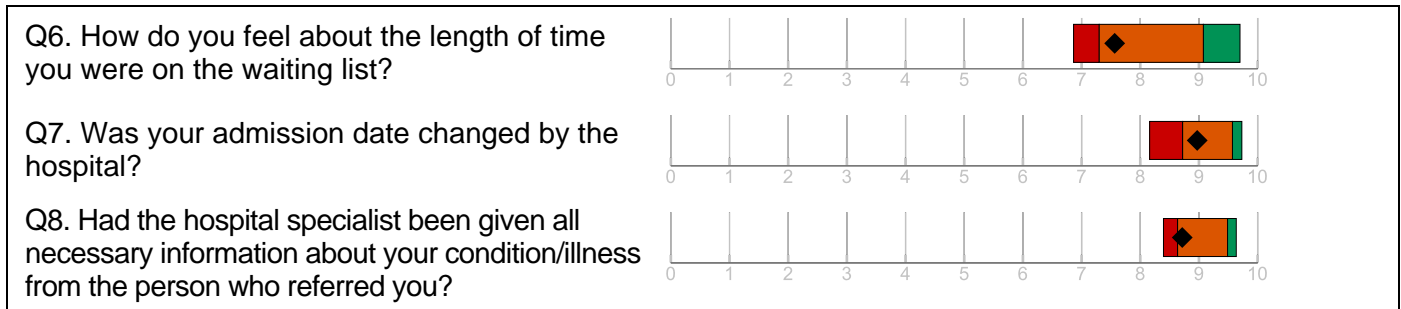 Q6. How do you feel about the length of time
you were on the waiting list?
0 1 2 3 4 5 6 7 8 9 10
Q7. Was your admission date changed by the
hospital?
0 1 2 3 4 5 6 7 8 9 10
Q8. Had the hospital specialist been given all
necessary information about your condition/illness
from the person who referred you?
0 1 2 3 4 5 6 7 8 9 10